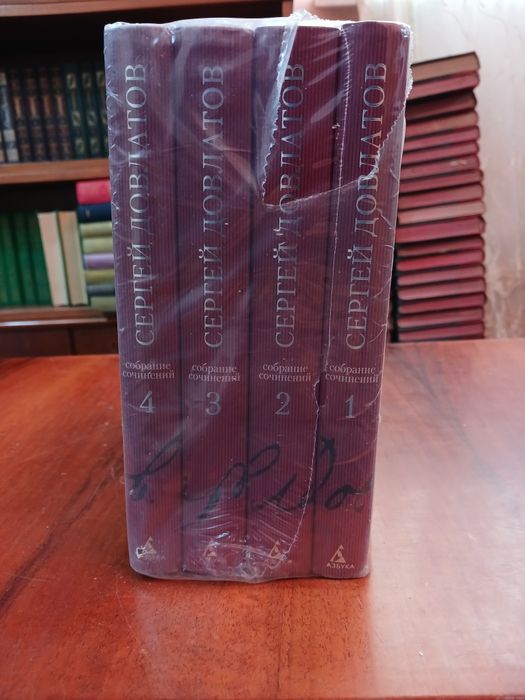 СЕРГЕЙ ДОВЛАТОВ
собрание
сочинений
4
СЕРГЕЙ ДОВЛАТОВ
собрание
сочинений
3
СЕРГЕЙ ДОВЛАТОВ
собрание
сочинений
2
СЕРГЕЙ ДОВЛАТОВ
собрание
сочинений
1
АЗБУКА